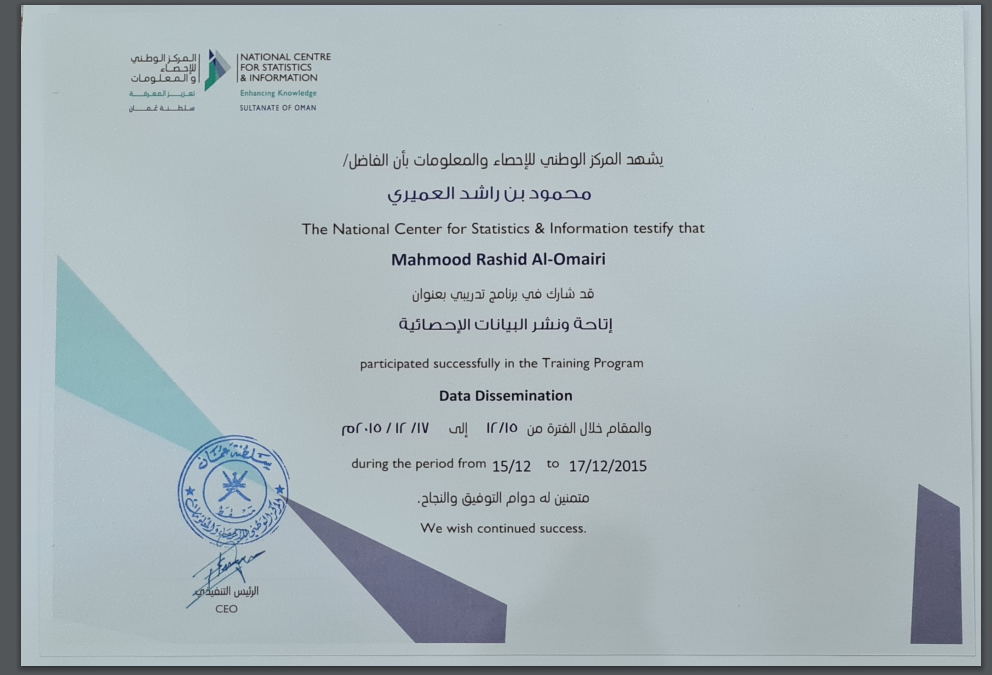 المركز الوطني
للإحصاء
والمعلومات
تعزيز المعرفة
سلطنة عمان
NATIONAL CENTRE
FOR STATISTICS
& INFORMATION
Enhancing Knowledge
SULTANATE OF OMAN
يشهد المركز الوطني للإحصاء والمعلومات بأن الفاضل/
محمود بن راشد العميري
The National Center for Statistics & Information testify that
Mahmood Rashid Al-Omairi
قد شارك في برنامج تدريبي بعنوان
إتاحة ونشر البيانات الإحصائية
participated successfully in the Training Program
Data Dissemination
والمقام خلال الفترة من ١٢/١٥ إلى ١٧/ ١٢ / ٢٠١٥م
during the period from 15/12 to 17/12/2015
متمنين له دوام التوفيق والنجاح.
We wish continued success.
سلطنة عمان
مسقط
الرئيس التنفيذي
CEO